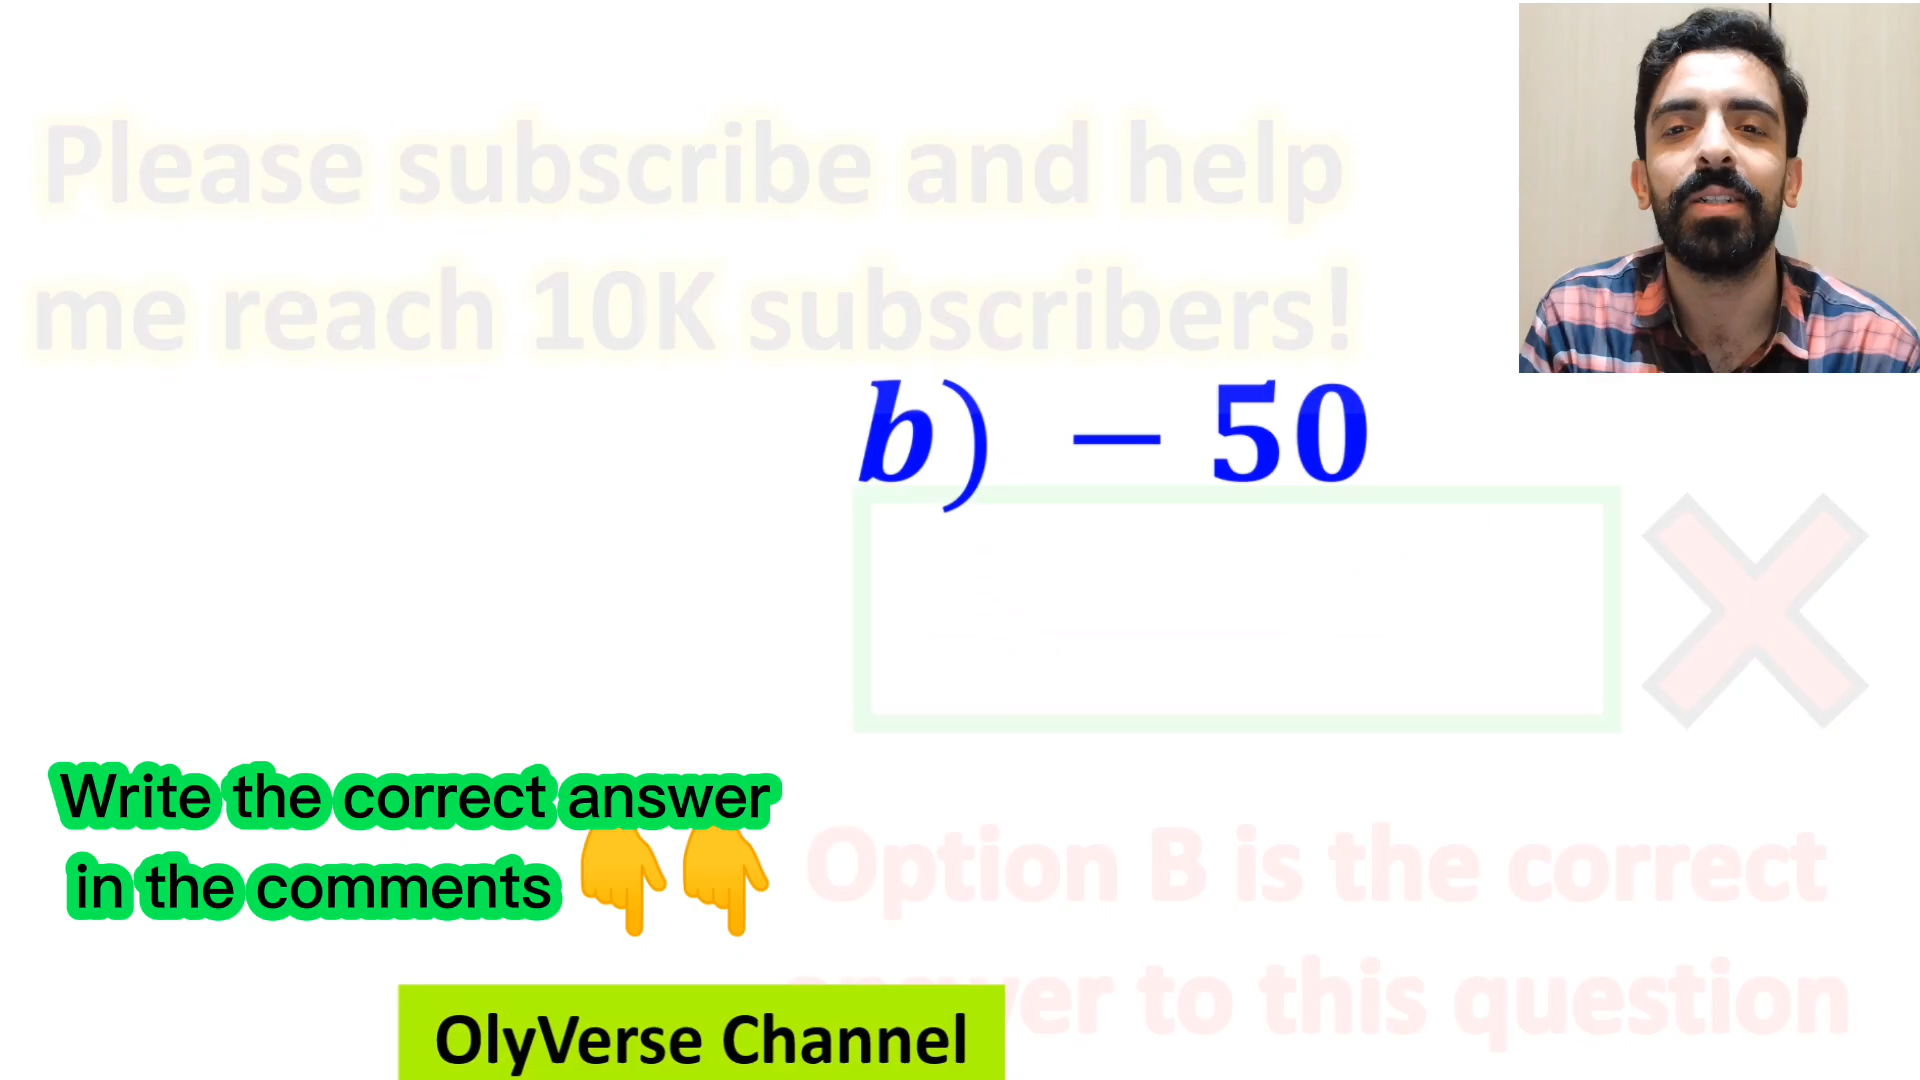 Please subscribe and help
me reach 10K subscribers!
b) − 50
Write the correct answer
in the comments
Option B is the correct
answer to this question
OlyVerse Channel